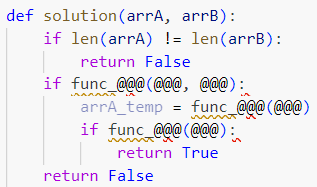 def solution(arrA, arrB):
    if len(arrA) != len(arrB):
        return False
    if func_@@@(@@@, @@@):
        arrA_temp = func_@@@(@@@)
        if func_@@@(@@@):
            return True
    return False